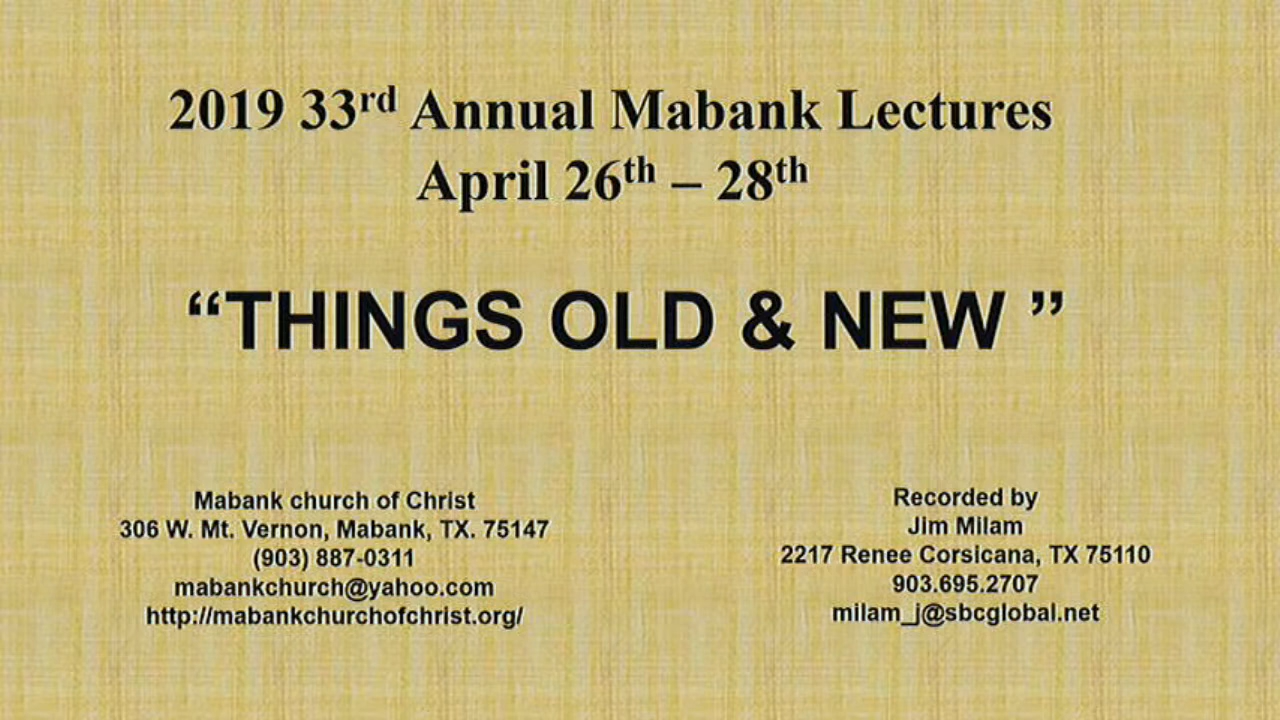 2019 33rd Annual Mabank Lectures
April 26th – 28th
“THINGS OLD & NEW ”
Mabank church of Christ
306 W. Mt. Vernon, Mabank, TX. 75147
(903) 887-0311
mabankchurch@yahoo.com
http://mabankchurchofchrist.org/
Recorded by
Jim Milam
2217 Renee Corsicana, TX 75110
903.695.2707
milam_j@sbcglobal.net